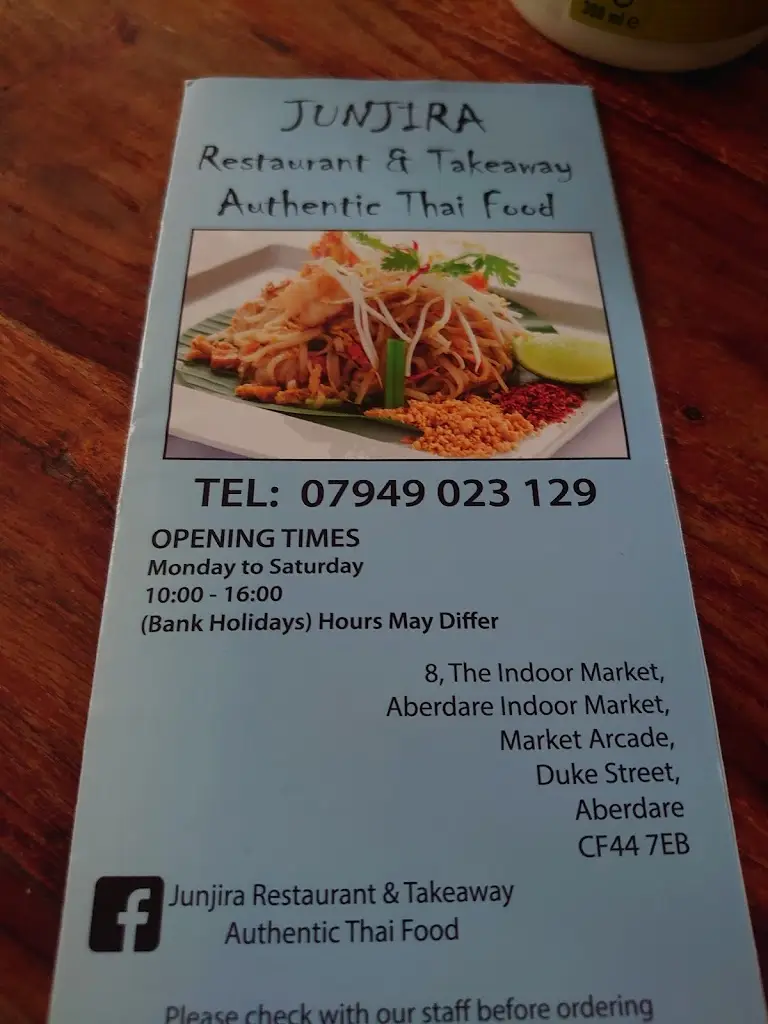 300 ml e
JUNJIRA
Restaurant & Takeaway
Authentic Thai Food
TEL: 07949 023 129
OPENING TIMES
Monday to Saturday
10:00 - 16:00
(Bank Holidays) Hours May Differ
8, The Indoor Market,
Aberdare Indoor Market,
Market Arcade,
Duke Street,
Aberdare
CF44 7EB
Junjira Restaurant & Takeaway
Authentic Thai Food
Please check with our staff before ordering